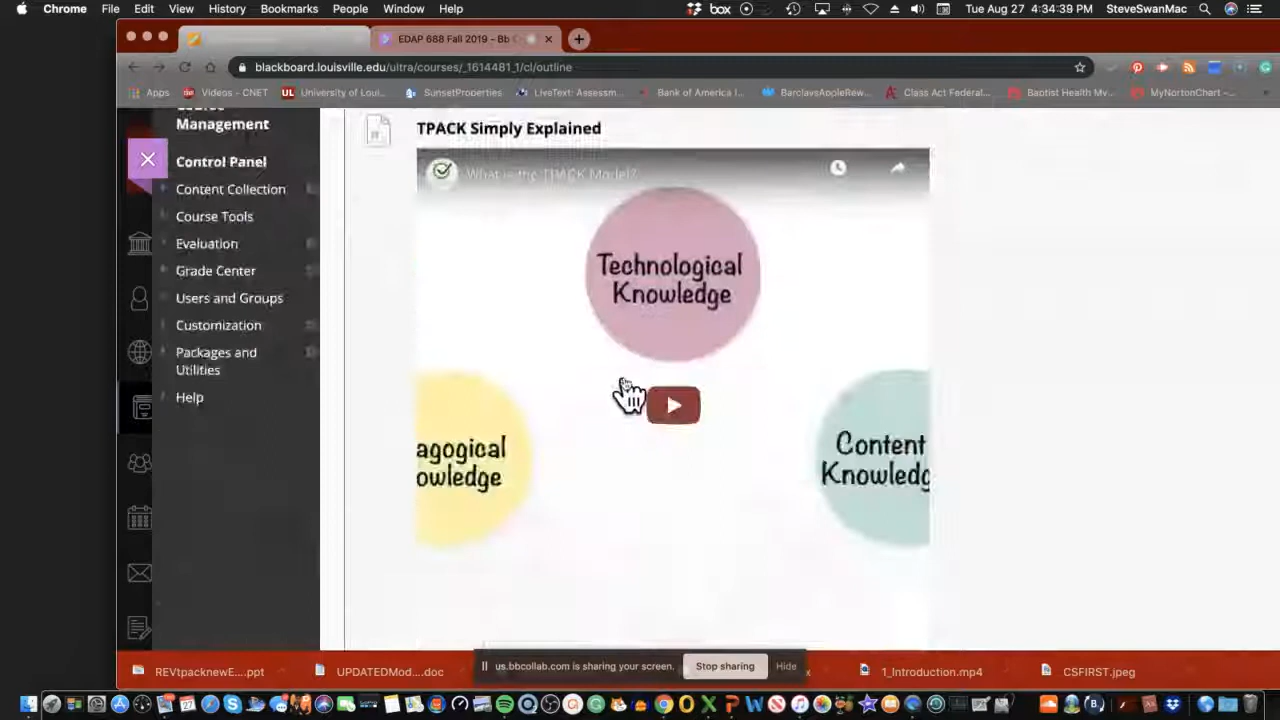 Chrome File Edit View History Bookmarks People Window Help
box
Tue Aug 27 4:34:39 PM SteveSwanMac
EDAP 688 Fall 2019 - Bb
blackboard.louisville.edu/ultra/courses/_1614481_1/cl/outline
Apps Videos - CNET University of Loui... SunsetProperties LiveText: Assessm... Bank of America I... BarclavsAppleRew... Class Act Federal... Baptist Health Mv... MyNortonChart -
Management
Control Panel
Content Collection
Course Tools
Evaluation
Grade Center
Users and Groups
Customization
Packages and
Utilities
Help
TPACK Simply Explained
What is the TPACK Model?
Technological
Knowledge
agogical
owledge
Content
Knowledg
us.bbcollab.com is sharing your screen. Stop sharing Hide
REVtpacknewE....ppt UPDATEDMod....doc 1_Introduction.mp4 CSFIRST.jpeg